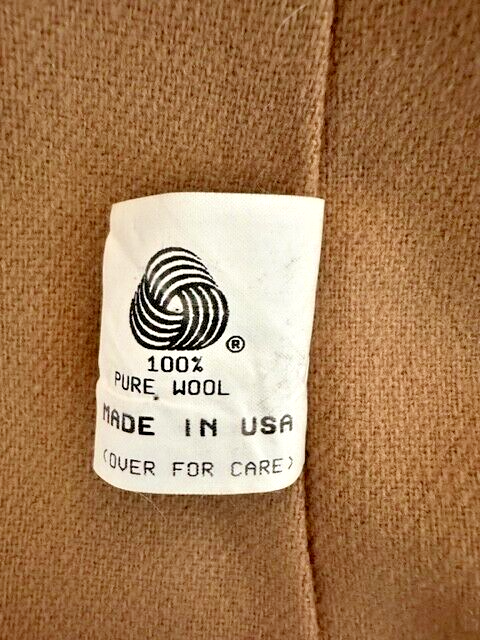 ®
100%
PURE WOOL
MADE IN USA
(OVER FOR CARE)